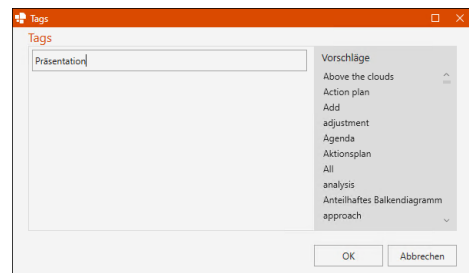 Tags
Tags
Präsentation
Vorschläge
Above the clouds
Action plan
Add
adjustment
Agenda
Aktionsplan
All
analysis
Anteilhaftes Balkendiagramm
approach
OK Abbrechen